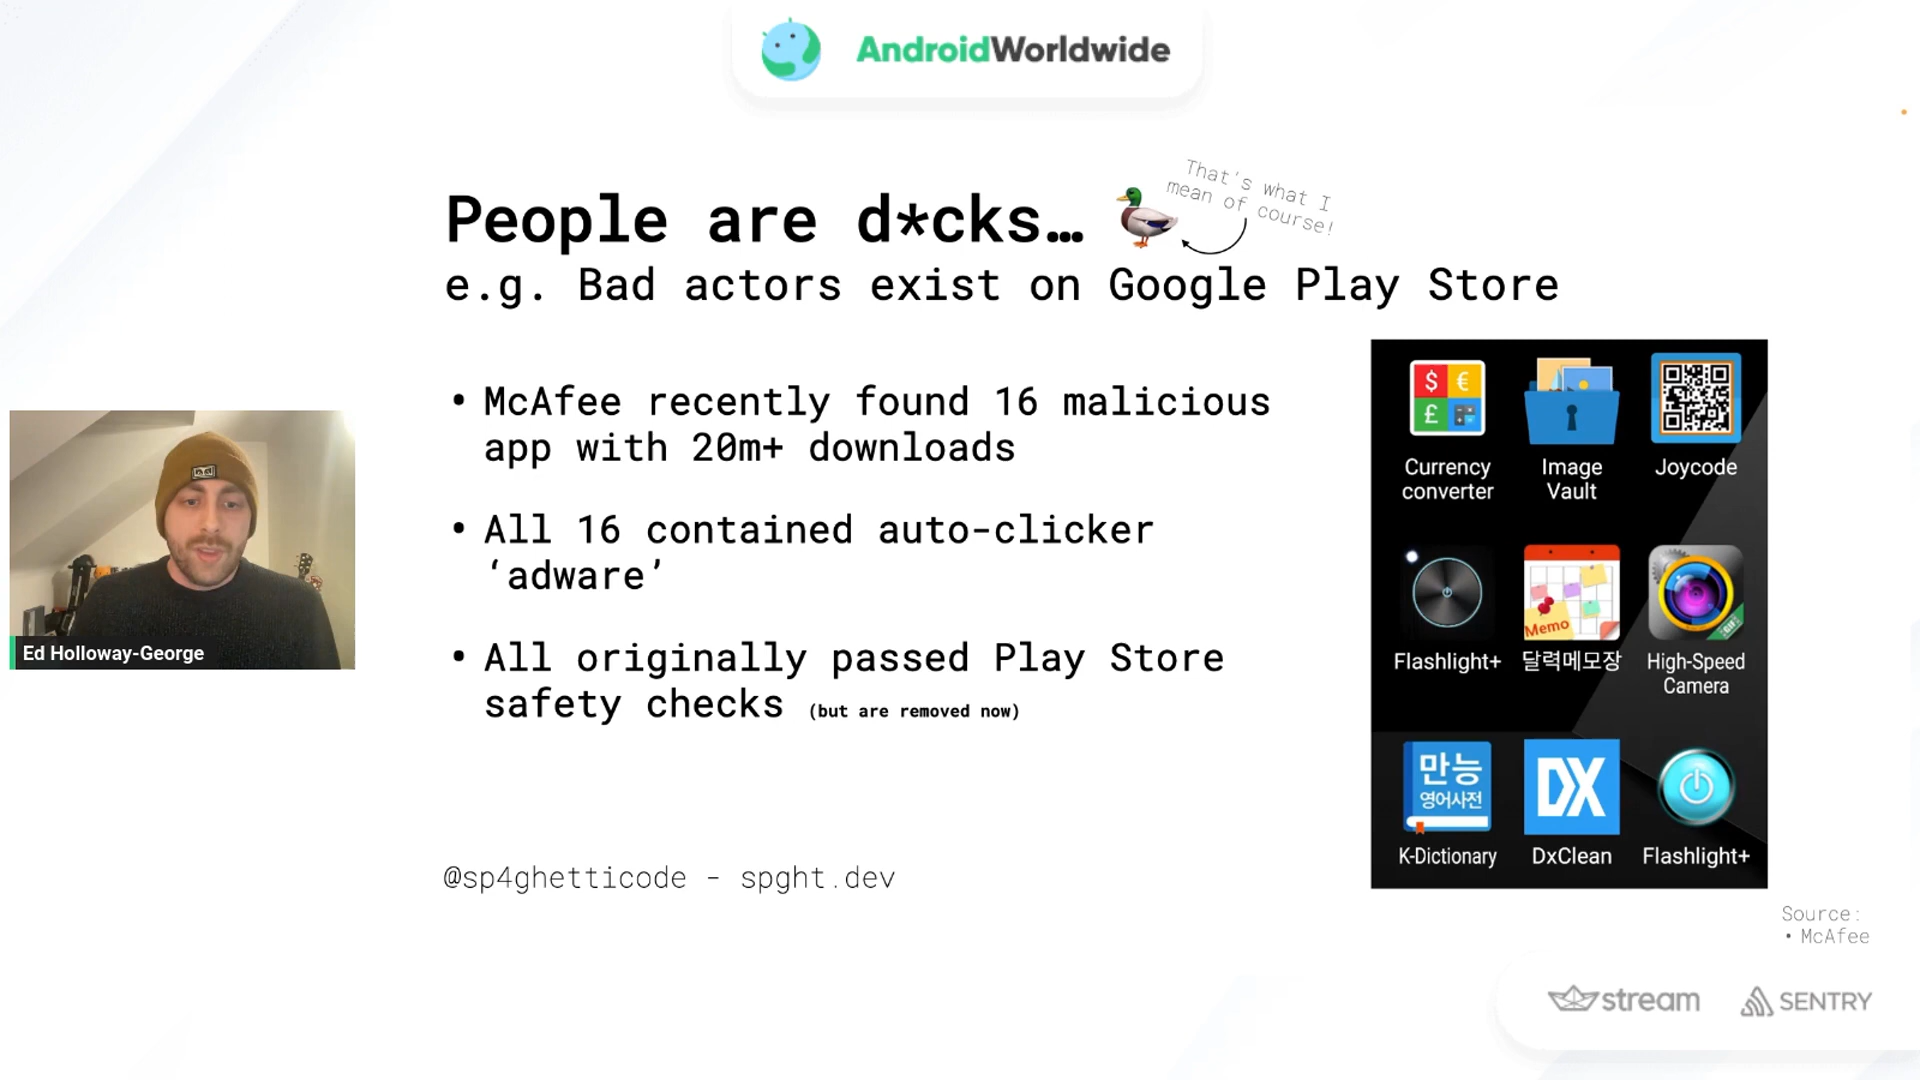 AndroidWorldwide
People are d*cks…
That's what I
mean of course!
e.g. Bad actors exist on Google Play Store
• McAfee recently found 16 malicious
app with 20m+ downloads
• All 16 contained auto-clicker
‘adware’
• All originally passed Play Store
safety checks (but are removed now)
$ €
£
Currency
converter
Image
Vault
Joycode
Flashlight+
Memo
달력메모장
GIF
High-Speed
Camera
만능
영어사전
K-Dictionary
DX
DxClean
Flashlight+
Ed Holloway-George
@sp4ghetticode - spght.dev
Source:
• McAfee
stream
SENTRY